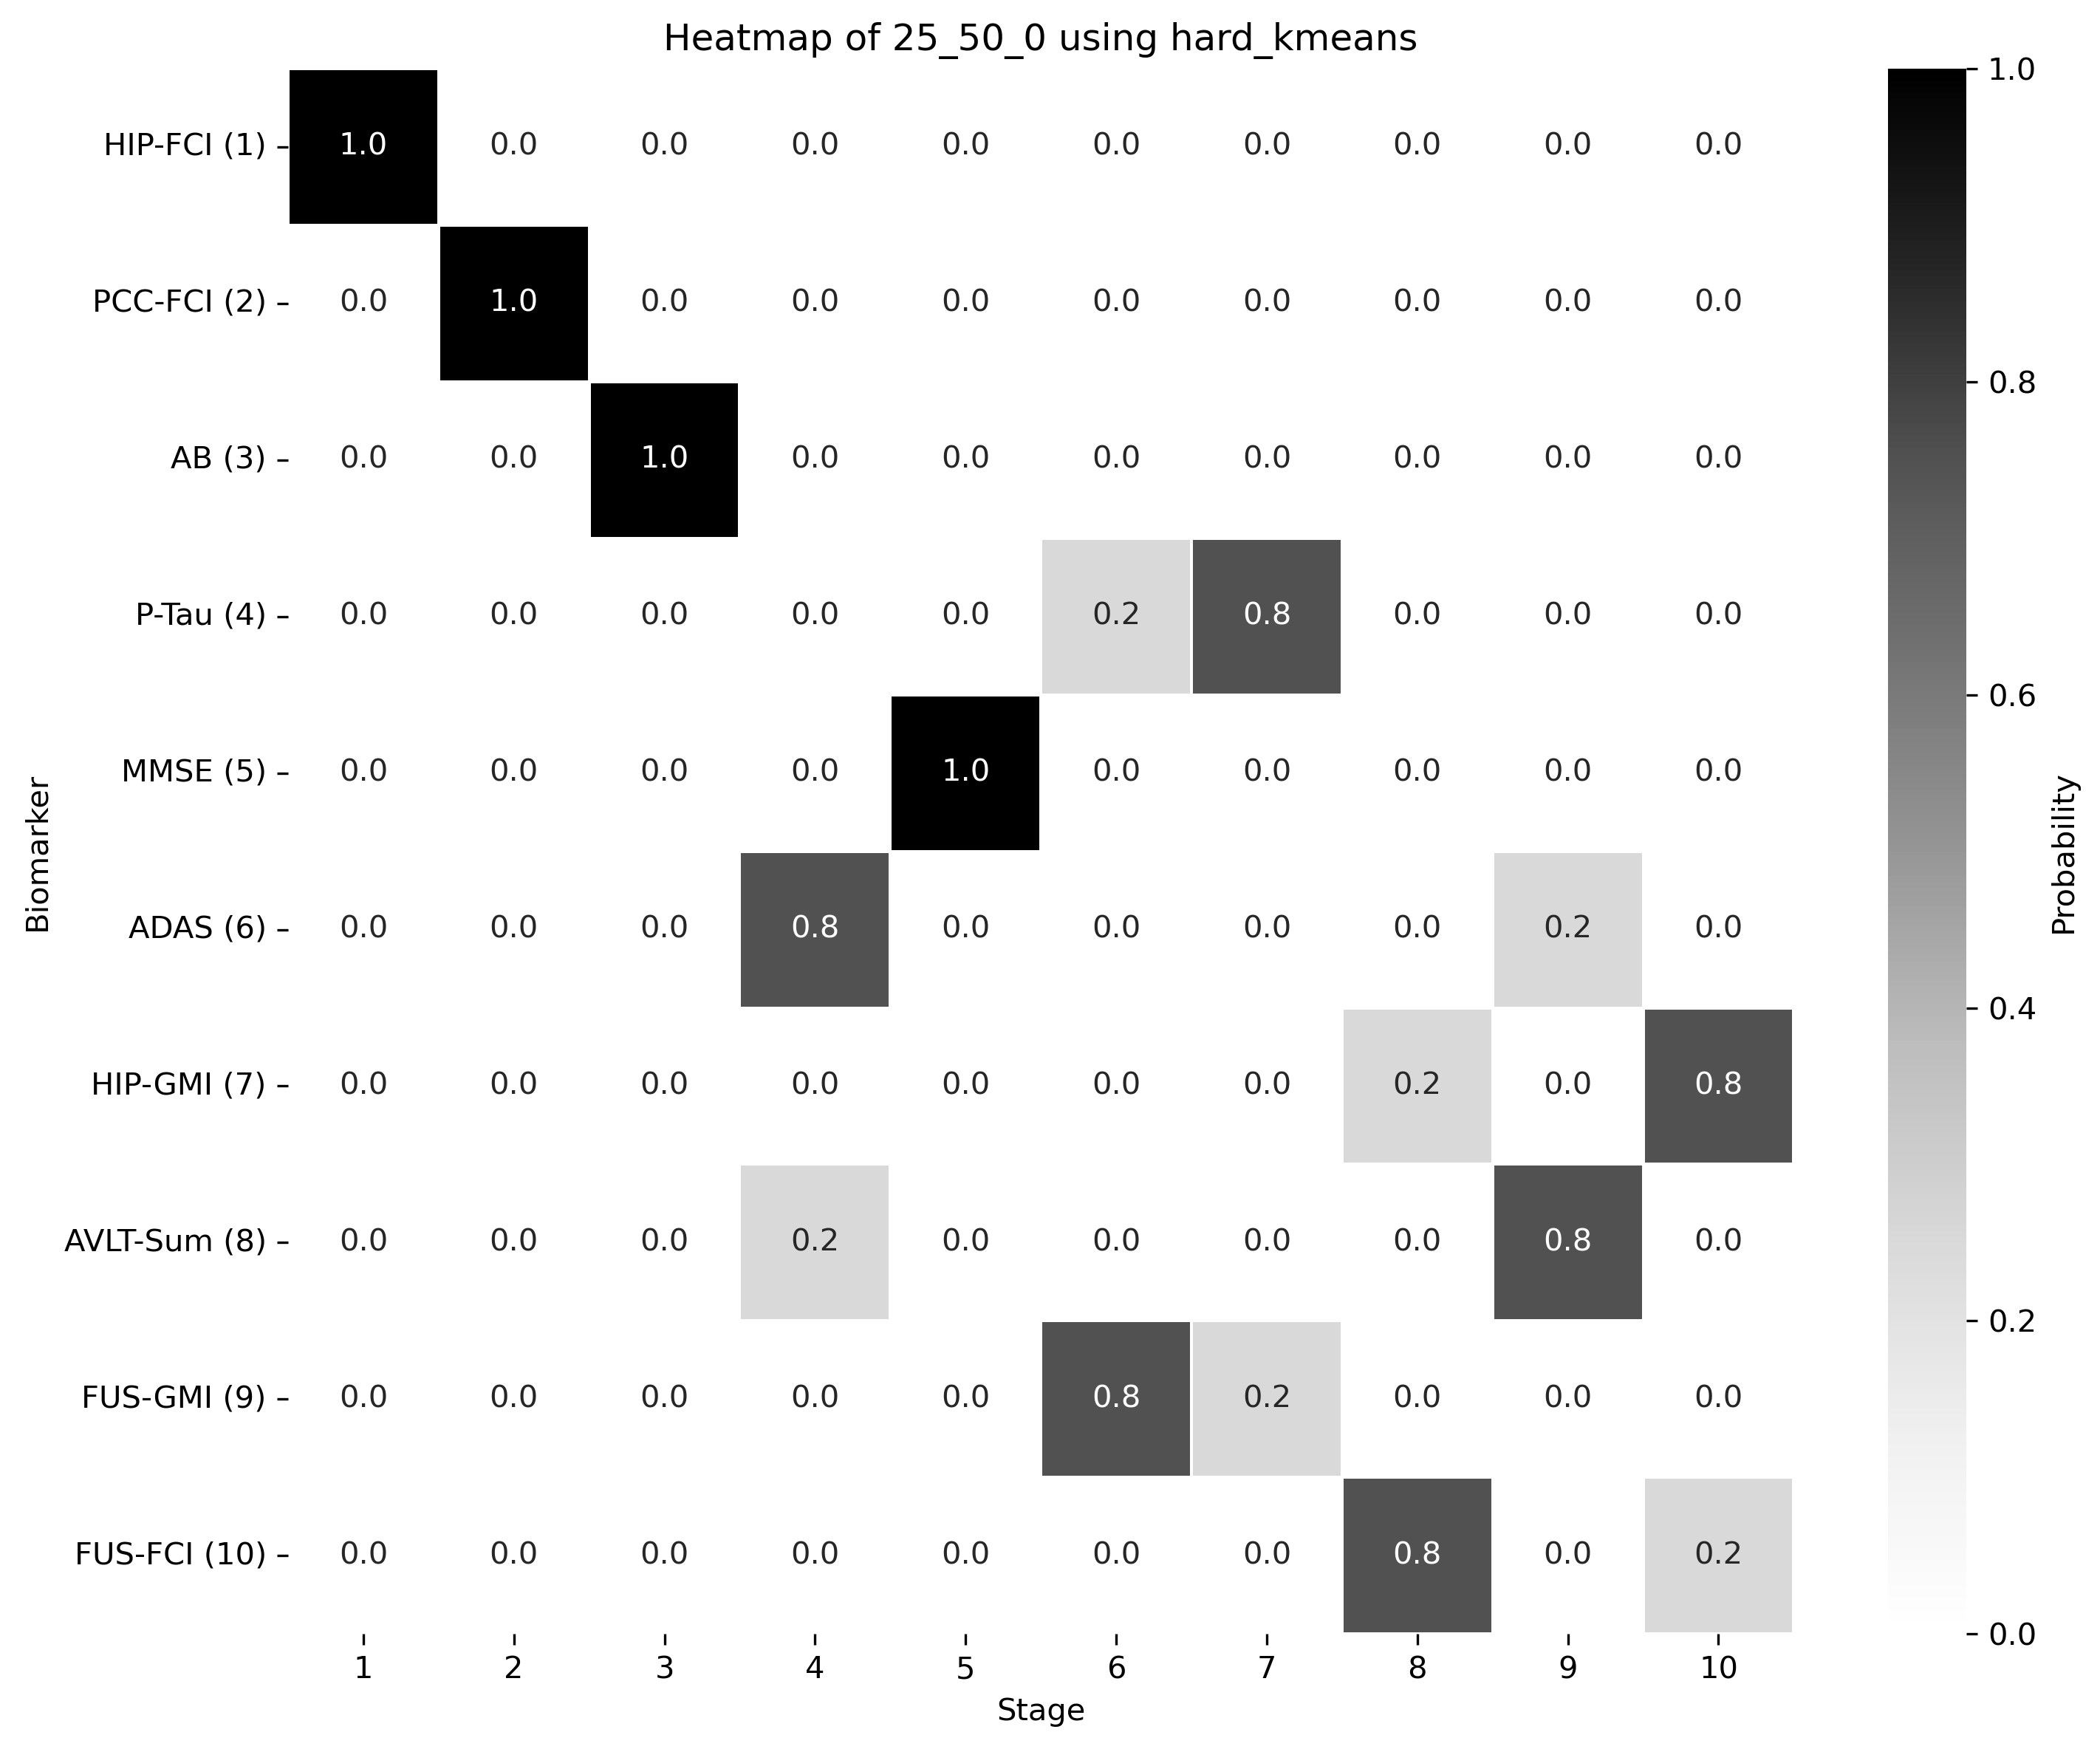 Heatmap of 25_50_0 using hard_kmeans
HIP-FCI (1) 1.0 0.0 0.0 0.0 0.0 0.0 0.0 0.0 0.0 0.0
PCC-FCI (2) 0.0 1.0 0.0 0.0 0.0 0.0 0.0 0.0 0.0 0.0
AB (3) 0.0 0.0 1.0 0.0 0.0 0.0 0.0 0.0 0.0 0.0
P-Tau (4) 0.0 0.0 0.0 0.0 0.0 0.2 0.8 0.0 0.0 0.0
MMSE (5) 0.0 0.0 0.0 0.0 1.0 0.0 0.0 0.0 0.0 0.0
ADAS (6) 0.0 0.0 0.0 0.8 0.0 0.0 0.0 0.0 0.2 0.0
HIP-GMI (7) 0.0 0.0 0.0 0.0 0.0 0.0 0.0 0.2 0.0 0.8
AVLT-Sum (8) 0.0 0.0 0.0 0.2 0.0 0.0 0.0 0.0 0.8 0.0
FUS-GMI (9) 0.0 0.0 0.0 0.0 0.0 0.8 0.2 0.0 0.0 0.0
FUS-FCI (10) 0.0 0.0 0.0 0.0 0.0 0.0 0.0 0.8 0.0 0.2
1 2 3 4 5 6 7 8 9 10
Stage
Biomarker
1.0
0.8
0.6
0.4
0.2
0.0
Probability